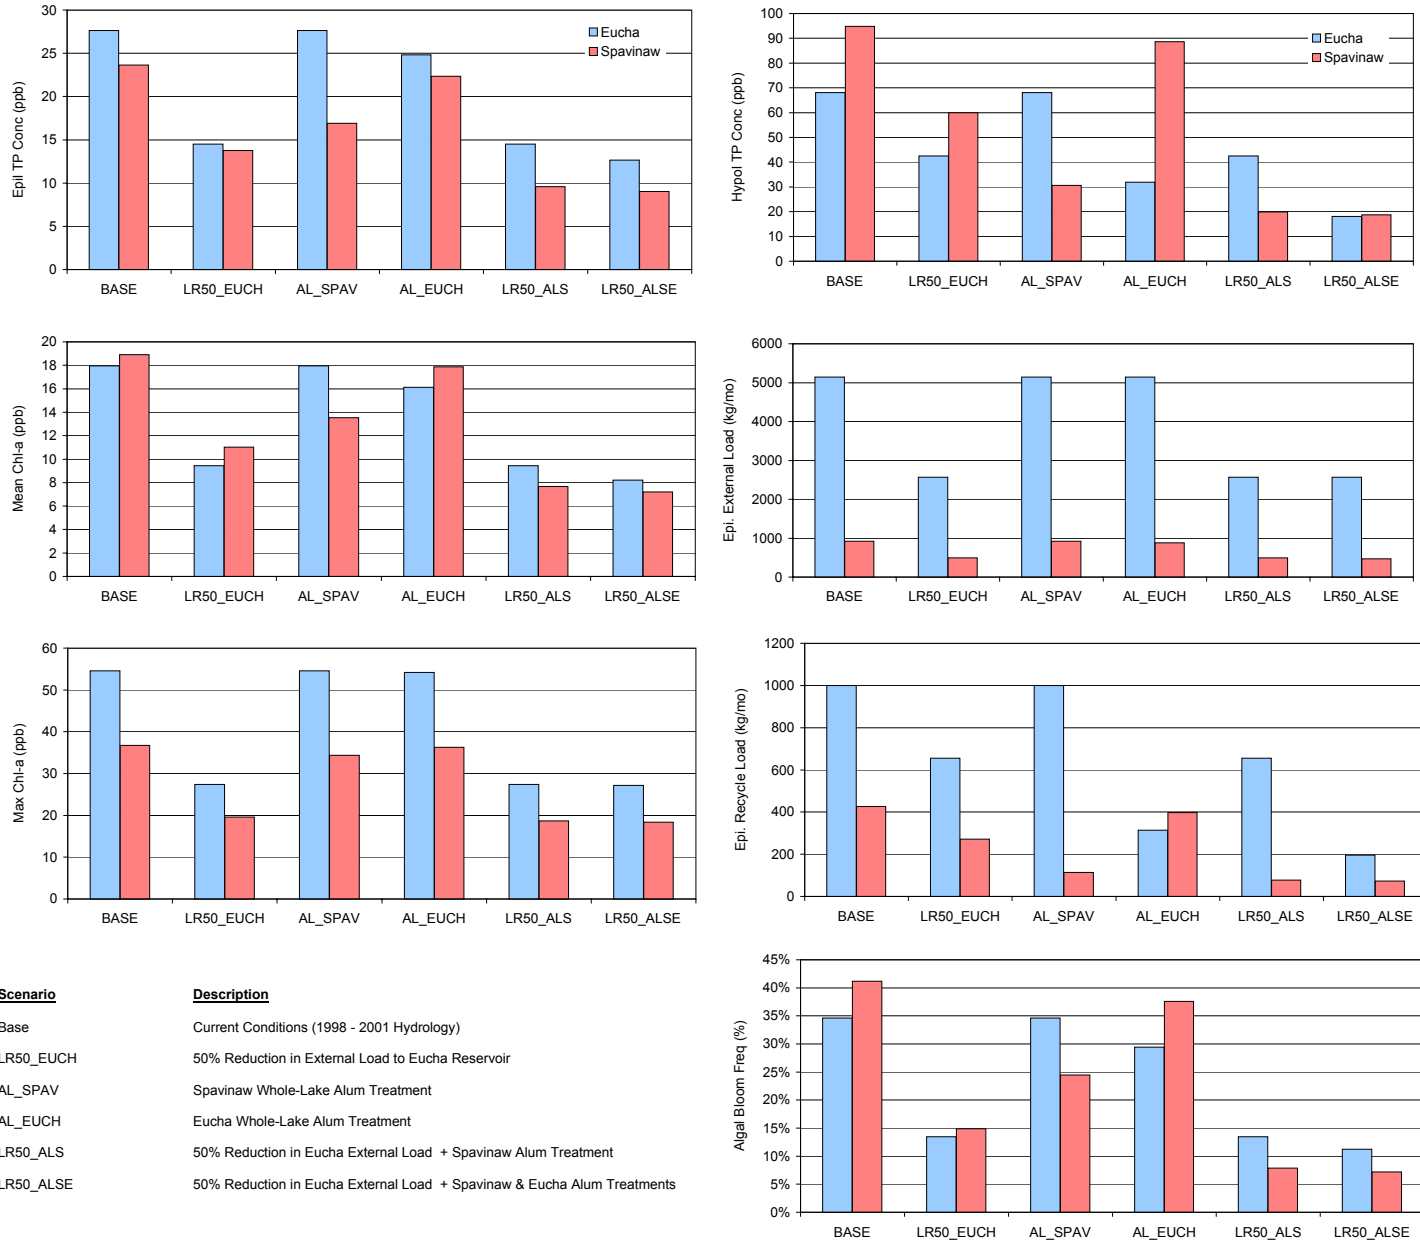 Epil TP Conc (ppb)
30
25
20
15
10
5
0
Eucha
Spavinaw
BASE LR50_EUCH AL_SPAV AL_EUCH LR50_ALS LR50_ALSE
Hypol TP Conc (ppb)
100
90
80
70
60
50
40
30
20
10
0
Eucha
Spavinaw
BASE LR50_EUCH AL_SPAV AL_EUCH LR50_ALS LR50_ALSE
Mean Chl-a (ppb)
20
18
16
14
12
10
8
6
4
2
0
BASE LR50_EUCH AL_SPAV AL_EUCH LR50_ALS LR50_ALSE
Epi. External Load (kg/mo)
6000
5000
4000
3000
2000
1000
0
BASE LR50_EUCH AL_SPAV AL_EUCH LR50_ALS LR50_ALSE
Max Chl-a (ppb)
60
50
40
30
20
10
0
BASE LR50_EUCH AL_SPAV AL_EUCH LR50_ALS LR50_ALSE
Epi. Recycle Load (kg/mo)
1200
1000
800
600
400
200
0
BASE LR50_EUCH AL_SPAV AL_EUCH LR50_ALS LR50_ALSE
Scenario Description
Base Current Conditions (1998 - 2001 Hydrology)
LR50_EUCH 50% Reduction in External Load to Eucha Reservoir
AL_SPAV Spavinaw Whole-Lake Alum Treatment
AL_EUCH Eucha Whole-Lake Alum Treatment
LR50_ALS 50% Reduction in Eucha External Load + Spavinaw Alum Treatment
LR50_ALSE 50% Reduction in Eucha External Load + Spavinaw & Eucha Alum Treatments
Algal Bloom Freq (%)
45%
40%
35%
30%
25%
20%
15%
10%
5%
0%
BASE LR50_EUCH AL_SPAV AL_EUCH LR50_ALS LR50_ALSE